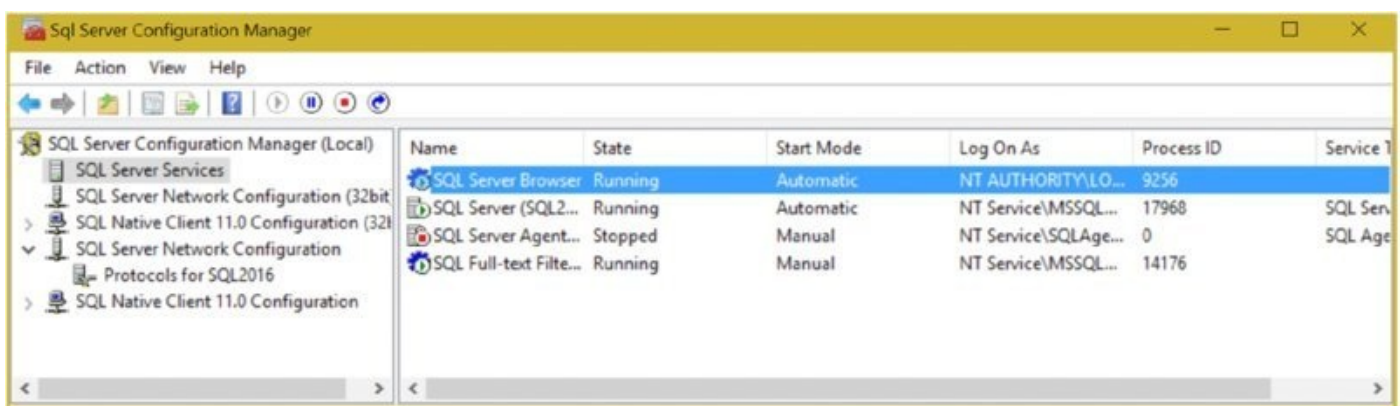 Sql Server Configuration Manager
File Action View Help
SQL Server Configuration Manager (Local)
SQL Server Services
SQL Server Network Configuration (32bit
SQL Native Client 11.0 Configuration (32
SQL Server Network Configuration
Protocols for SQL2016
SQL Native Client 11.0 Configuration
Name State Start Mode Log On As Process ID Service T
SQL Server Browser Running Automatic NT AUTHORITY\LO... 9256
SQL Server (SQL2... Running Automatic NT Service\MSSQL... 17968 SQL Serv
SQL Server Agent... Stopped Manual NT Service\SQLAge... 0 SQL Age
SQL Full-text Filte... Running Manual NT Service\MSSQL... 14176